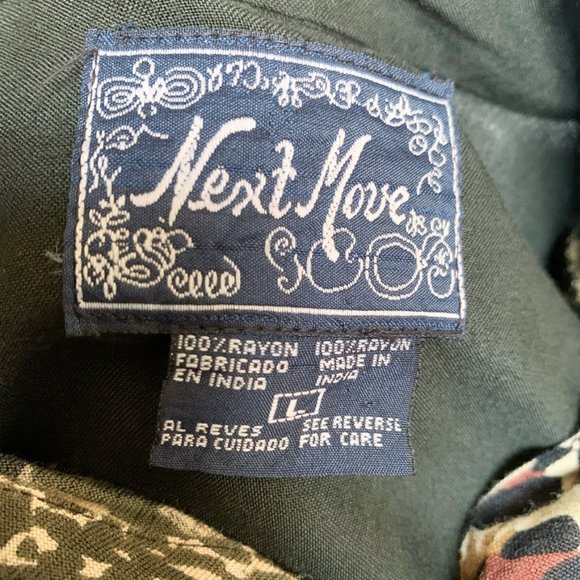 Next Move
100% RAYON 100% RAYON
FABRICADO MADE IN
EN INDIA INDIA
L
AL REVES SEE REVERSE
PARA CUIDADO FOR CARE